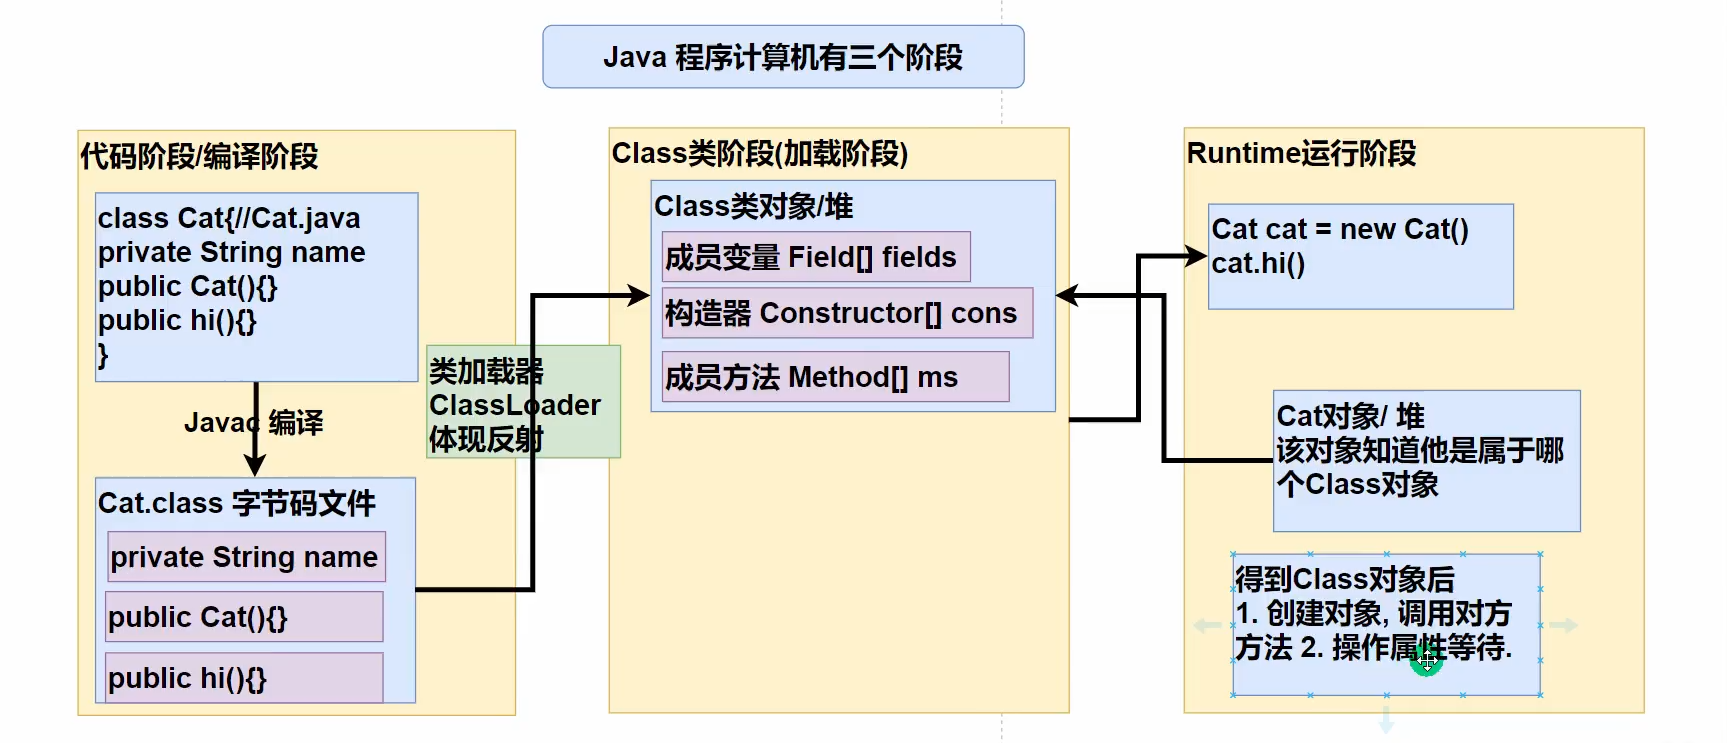 Java 程序计算机有三个阶段
代码阶段/编译阶段
class Cat{//Cat.java
private String name
public Cat(){}
public hi(){}
}
Javac 编译
Cat.class 字节码文件
private String name
public Cat(){}
public hi(){}
类加载器
ClassLoader
体现反射
Class类阶段(加载阶段)
Class类对象/堆
成员变量 Field[] fields
构造器 Constructor[] cons
成员方法 Method[] ms
Runtime运行阶段
Cat cat = new Cat()
cat.hi()
Cat对象/ 堆
该对象知道他是属于哪
个Class对象
得到Class对象后
1. 创建对象, 调用对方
方法 2. 操作属性等待.